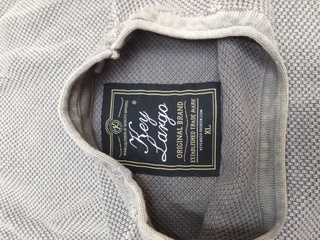 Key
Largo
®
ORIGINAL BRAND
ESTABLISHED TRADE MARK
XL